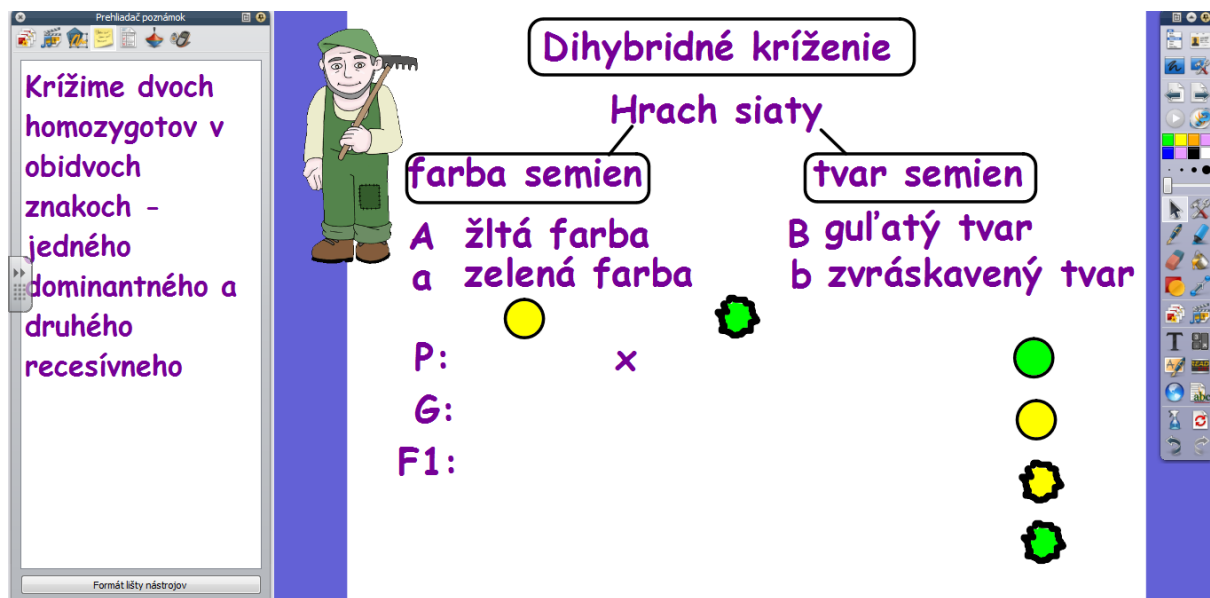 Prehliadač poznámok
Krížime dvoch
homozygotov v
obidvoch
znakoch -
jedného
dominantného a
druhého
recesívneho
Formát lišty nástrojov
Dihybridné kríženie
Hrach siaty
farba semien
tvar semien
A žltá farba
B guľatý tvar
a zelená farba
b zvráskavený tvar
P: x
G:
F1: